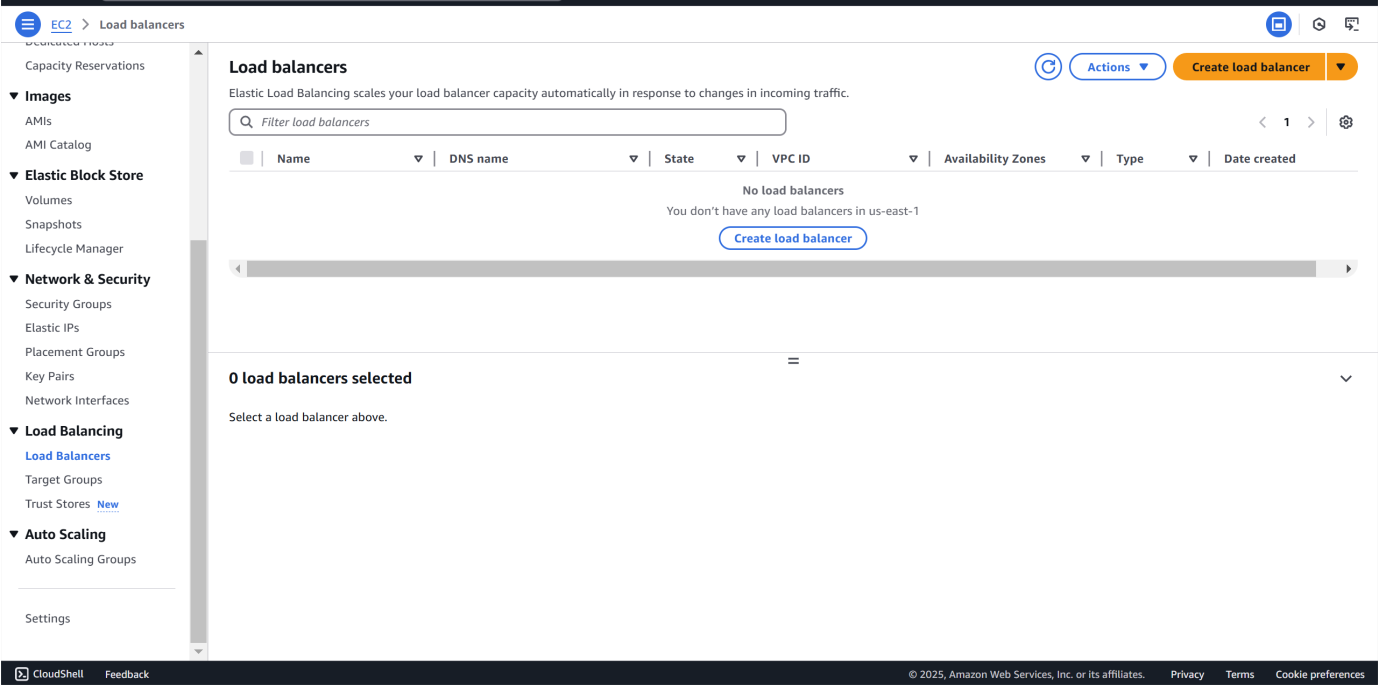 EC2 > Load balancers
Dedicated Hosts
Capacity Reservations
Images
AMIs
AMI Catalog
Elastic Block Store
Volumes
Snapshots
Lifecycle Manager
Network & Security
Security Groups
Elastic IPs
Placement Groups
Key Pairs
Network Interfaces
Load Balancing
Load Balancers
Target Groups
Trust Stores New
Auto Scaling
Auto Scaling Groups
Settings
Load balancers
Actions
Create load balancer
Elastic Load Balancing scales your load balancer capacity automatically in response to changes in incoming traffic.
Filter load balancers
1
Name DNS name State VPC ID Availability Zones Type Date created
No load balancers
You don't have any load balancers in us-east-1
Create load balancer
0 load balancers selected
Select a load balancer above.
CloudShell Feedback © 2025, Amazon Web Services, Inc. or its affiliates. Privacy Terms Cookie preferences